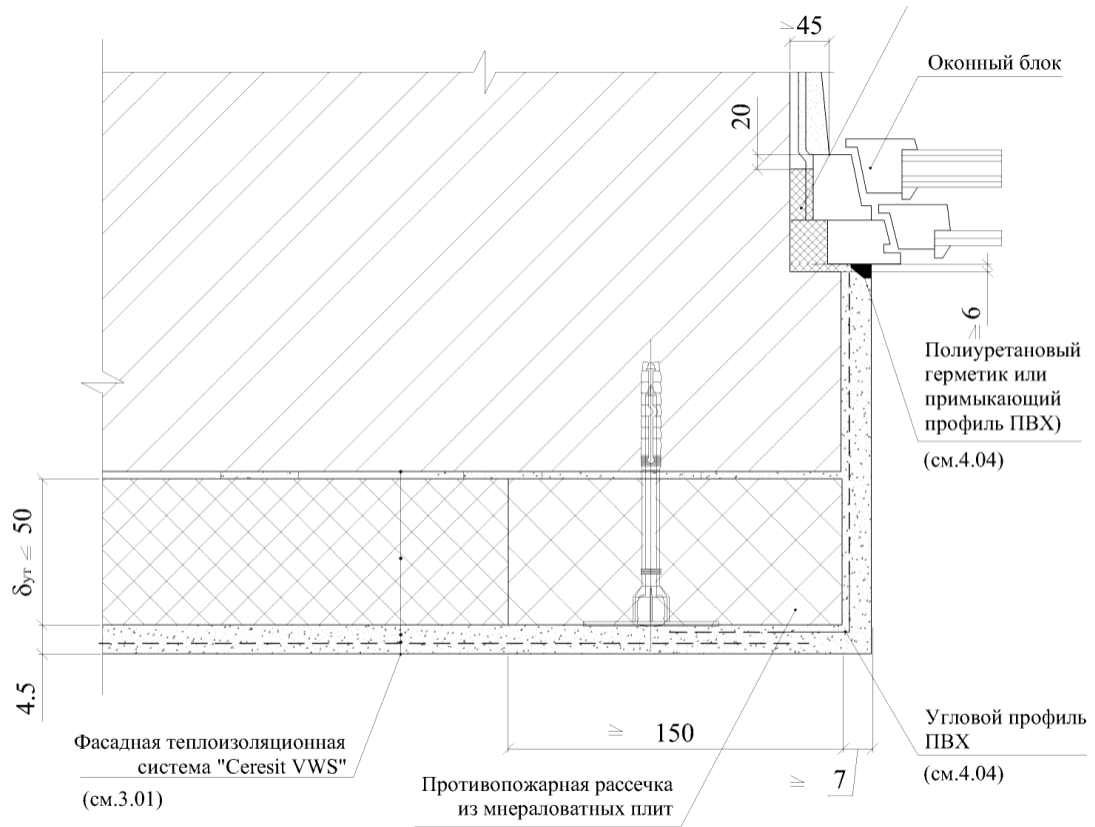 ≥45
Оконный блок
20
≥6
Полиуретановый
герметик или
примыкающий
профиль ПВХ)
(см.4.04)
δут ≤ 50
4.5
≥ 150
≥ 7
Угловой профиль
ПВХ
(см.4.04)
Фасадная теплоизоляционная
система "Ceresit VWS"
(см.3.01)
Противопожарная рассечка
из мнераловатных плит